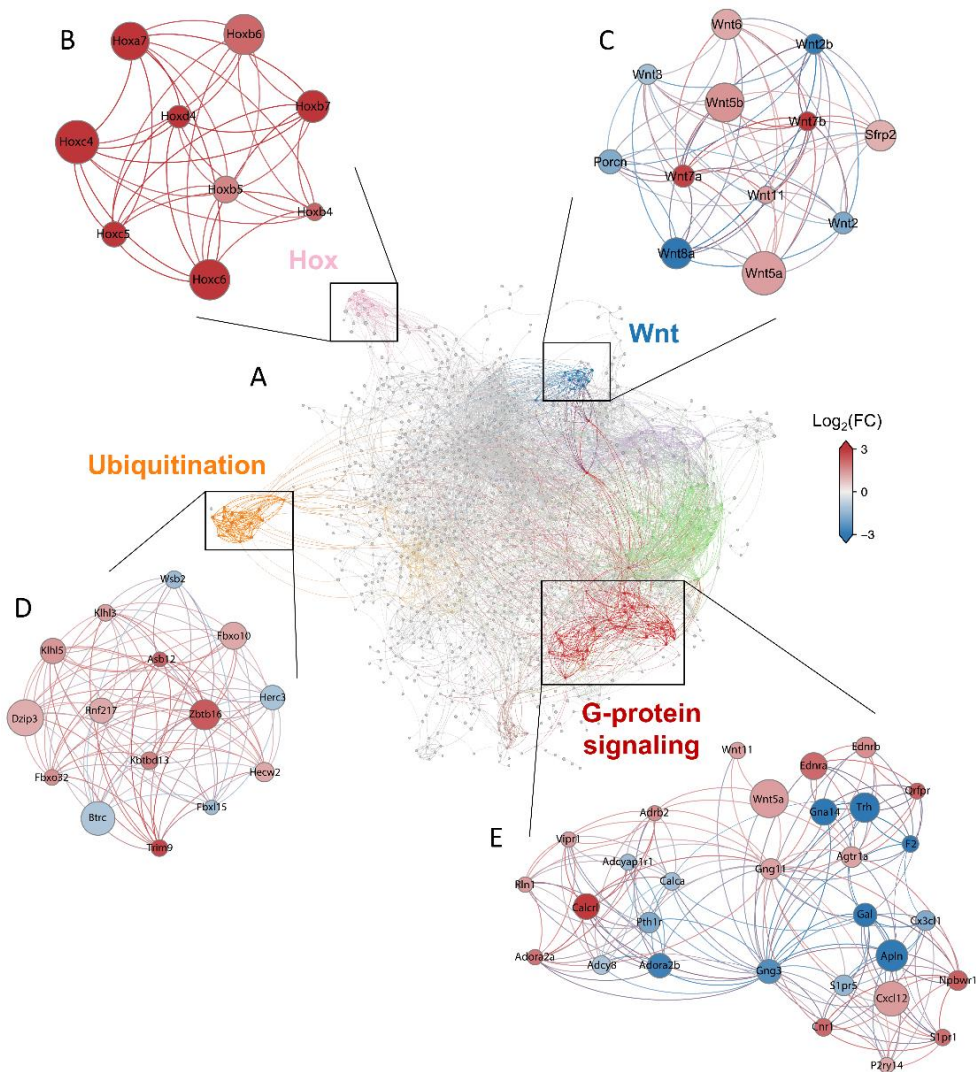 B
Hoxa7
Hoxb6
Hoxd4
Hoxb7
Hoxc4
Hoxb5
Hoxb4
Hoxc5
Hoxc6
Hox
C
Wnt6
Wnt2b
Wnt3
Wnt5b
Wnt7b
Sfrp2
Porcn
Wnt7a
Wnt11
Wnt2
Wnt8a
Wnt5a
Wnt
A
Log2(FC)
3
0
−3
Ubiquitination
D
Wsb2
Klhl3
Fbxo10
Klhl5
Asb12
Herc3
Dzip3
Rnf217
Zbtb16
Kbtbd13
Fbxo32
Hecw2
Btrc
Fbxl15
Trim9
G-protein
signaling
E
Wnt11
Ednrb
Ednra
Qrfpr
Wnt5a
Gna14
Trh
Adrb2
F2
Vipr1
Adcyap1r1
Agtr1a
Gng11
Rln1
Calca
Calcrl
Pth1r
Gal
Cx3cl1
Adora2a
Adcy8
Adora2b
Gng3
Apln
S1pr5
Npbwr1
Cxcl12
Cnr1
S1pr1
P2ry14